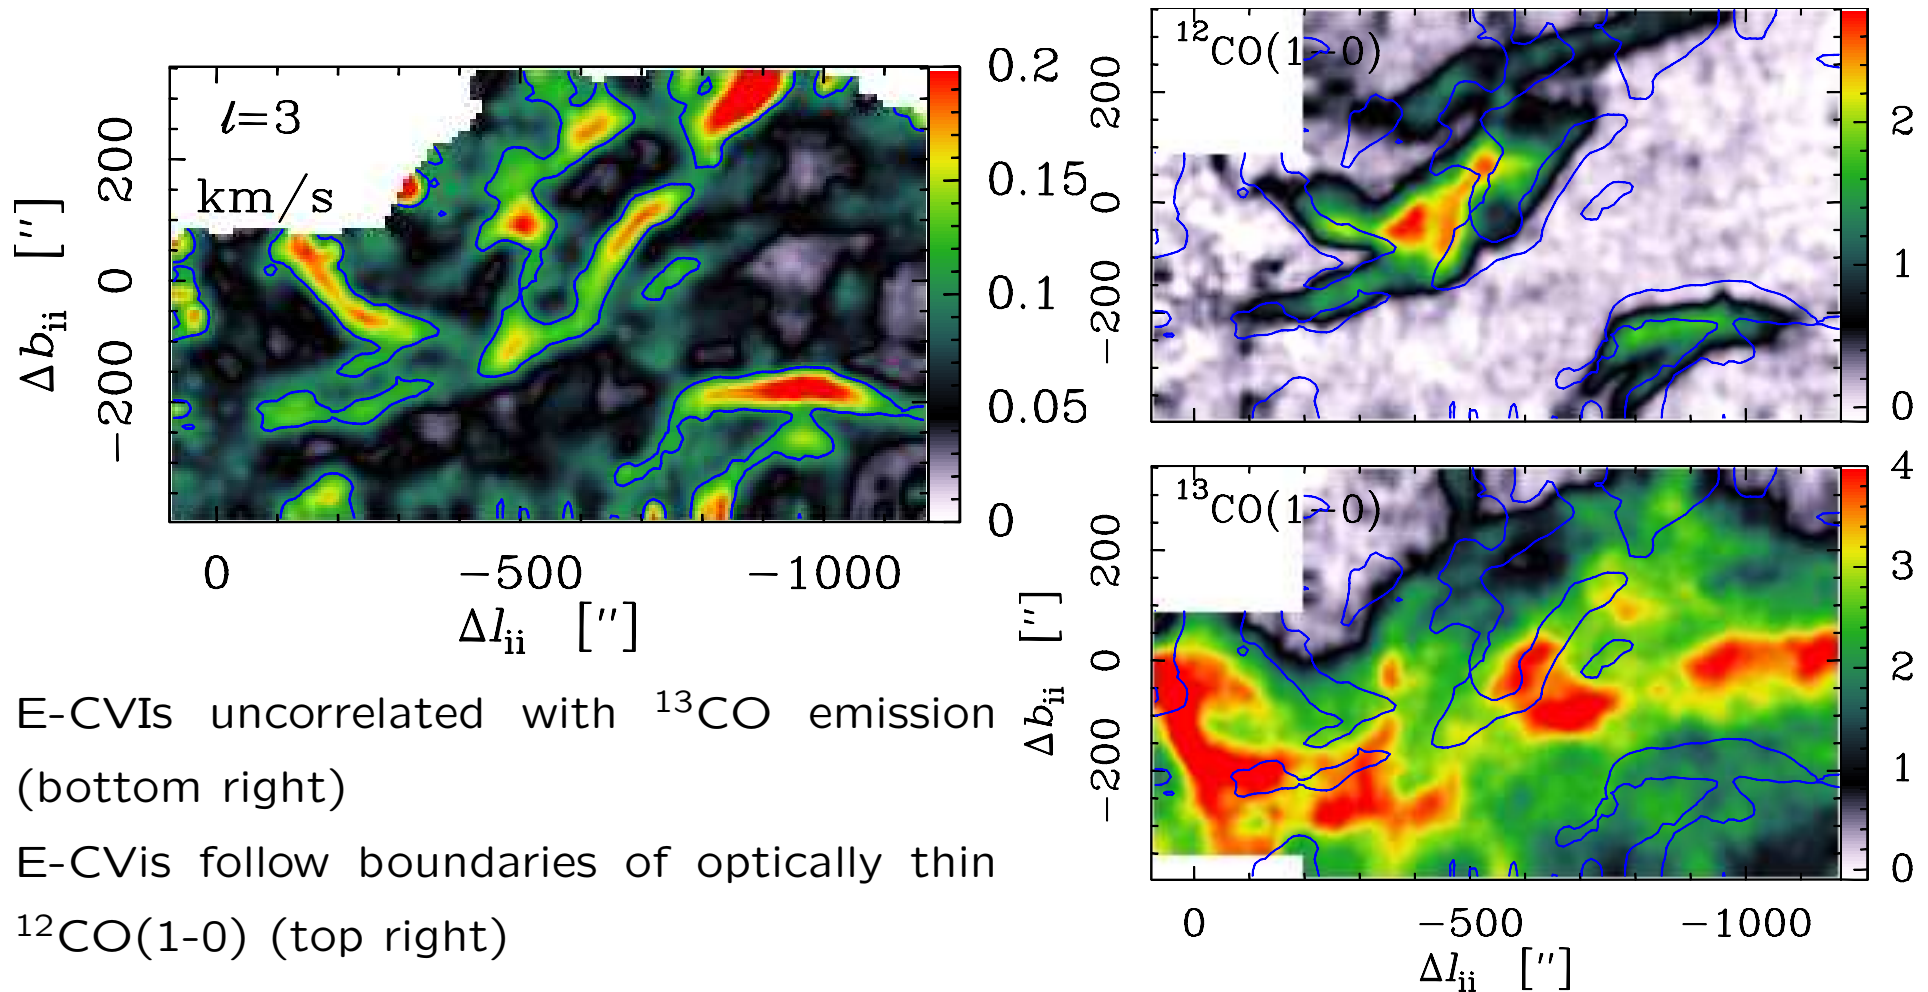 ℓ=3
km/s
200
0
−200
Δb_ii ["]
0 −500 −1000
Δl_ii ["]
0.2
0.15
0.1
0.05
0
E-CVIs uncorrelated with ¹³CO emission
(bottom right)
E-CVis follow boundaries of optically thin
¹²CO(1-0) (top right)
¹²CO(1−0)
200
0
−200
2
1
0
¹³CO(1−0)
200
0
−200
Δb_ii ["]
4
3
2
1
0
0 −500 −1000
Δl_ii ["]